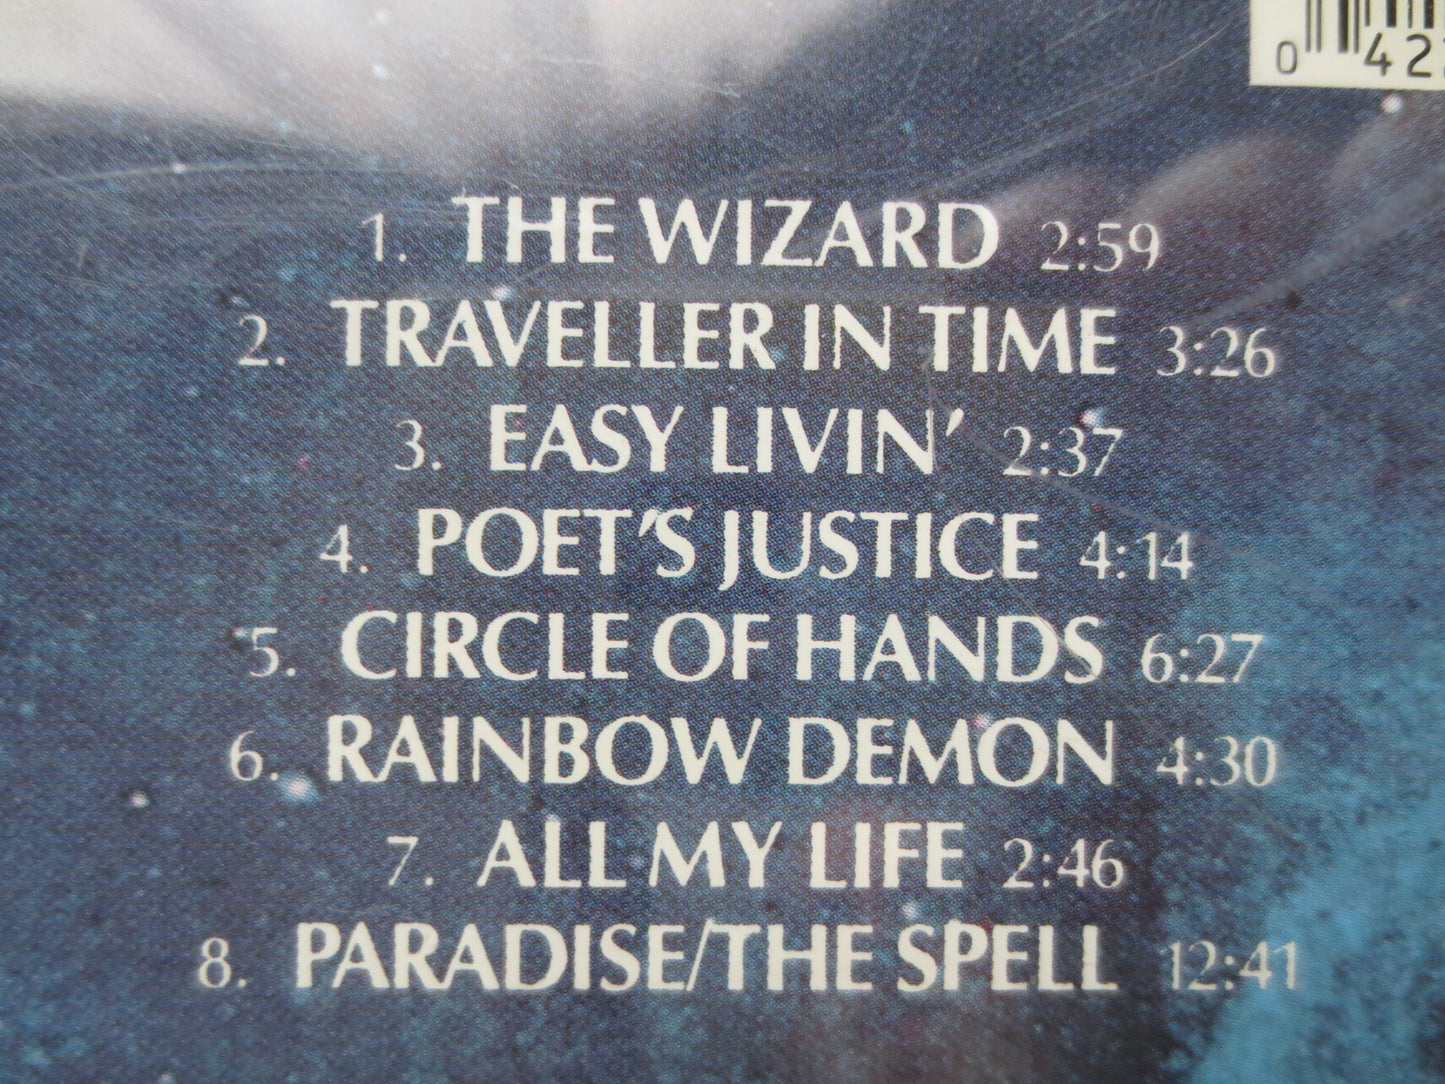 0 422
1. THE WIZARD 2:59
2. TRAVELLER IN TIME 3:26
3. EASY LIVIN' 2:37
4. POET'S JUSTICE 4:14
5. CIRCLE OF HANDS 6:27
6. RAINBOW DEMON 4:30
7. ALL MY LIFE 2:46
8. PARADISE/THE SPELL 12:41